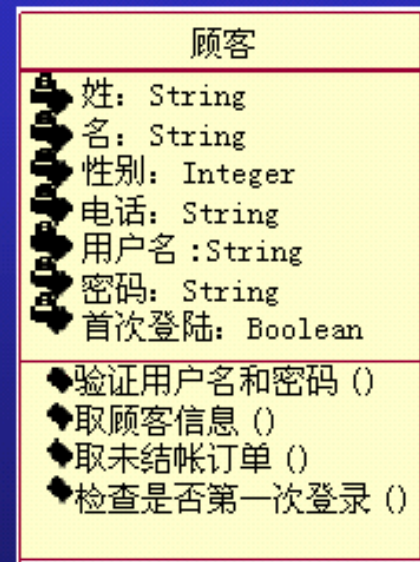 顾客
姓：String
名：String
性别：Integer
电话：String
用户名:String
密码：String
首次登陆：Boolean
验证用户名和密码 ()
取顾客信息 ()
取未结帐订单 ()
检查是否第一次登录 ()